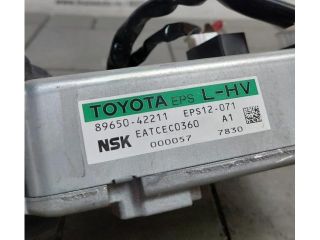 TOYOTA EPS L-HV
89650-42211 EPS12-071
NSK EATCEC0360 A1
000057 7830